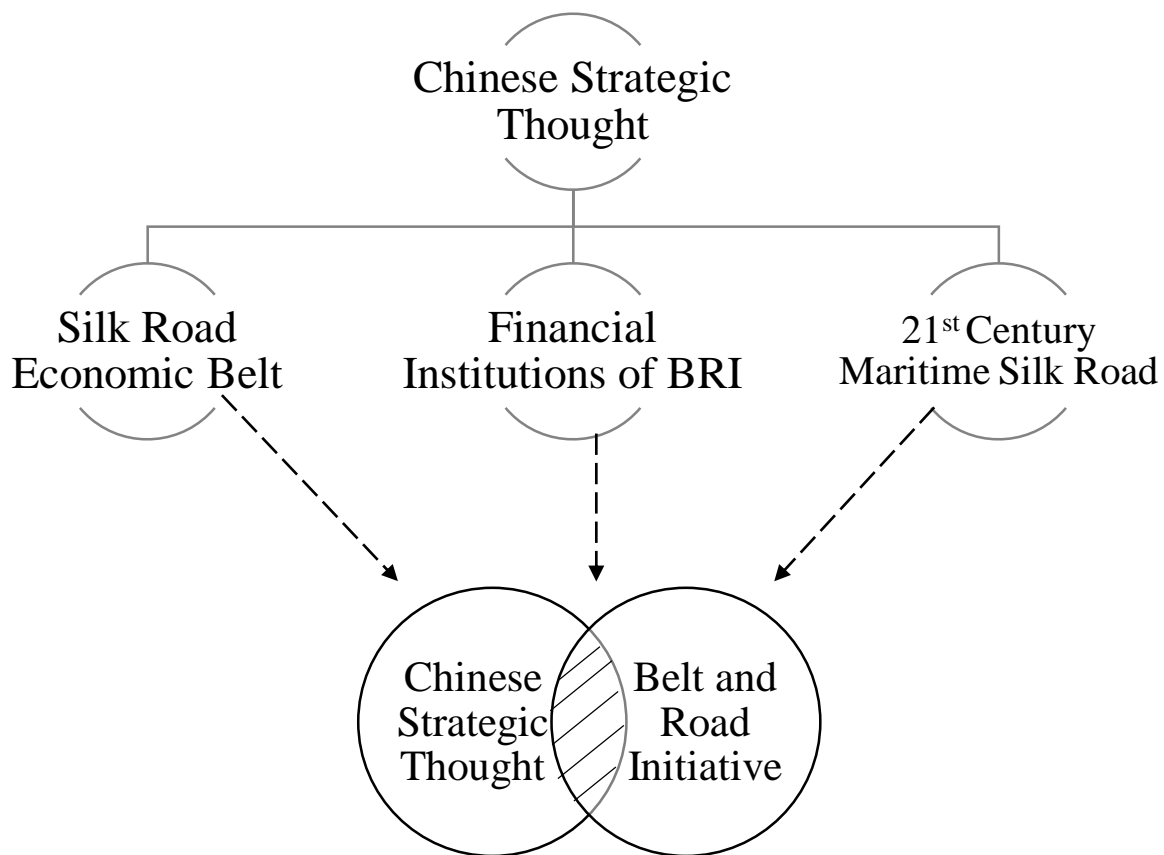 Chinese Strategic
Thought
Silk Road
Economic Belt
Financial
Institutions of BRI
21st Century
Maritime Silk Road
Chinese
Strategic
Thought
Belt and
Road
Initiative